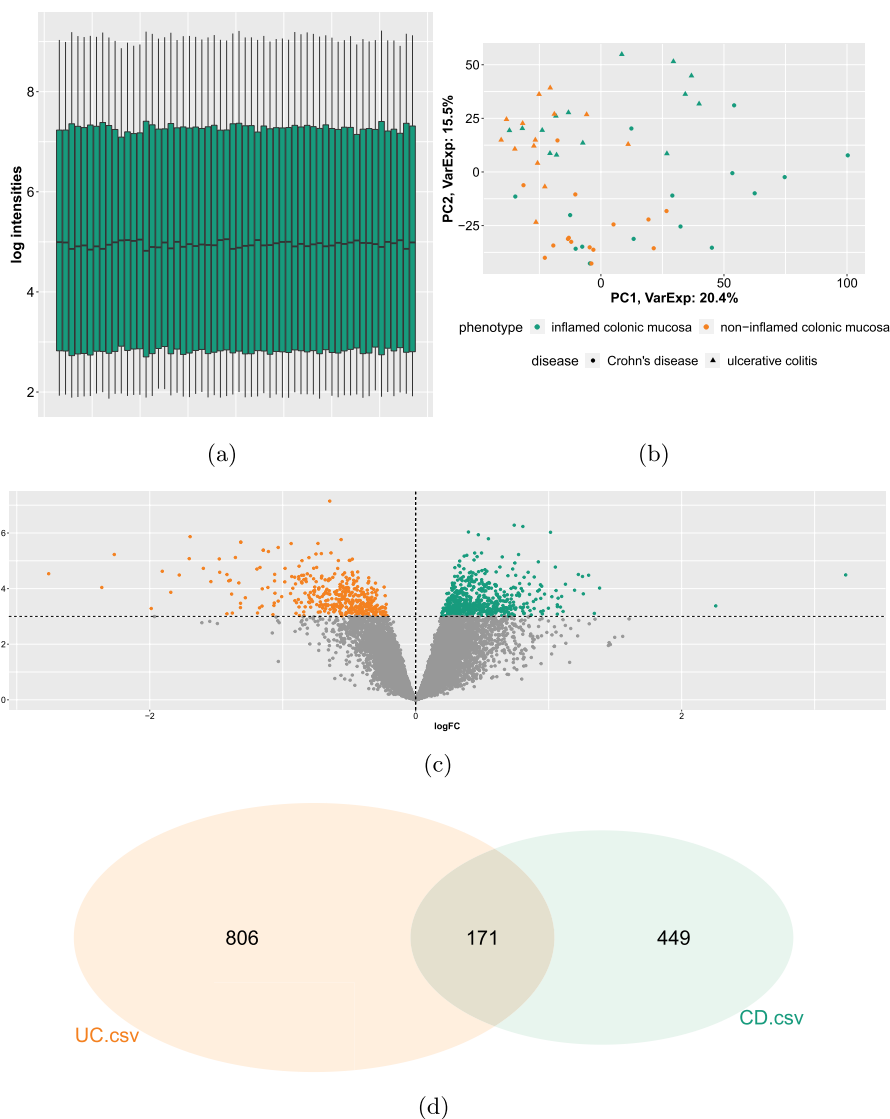 8
6
4
2
log intensities
(a)
50
25
0
−25
PC2, VarExp: 15.5%
0 50 100
PC1, VarExp: 20.4%
phenotype inflamed colonic mucosa non−inflamed colonic mucosa
disease Crohn's disease ulcerative colitis
(b)
6
4
2
0
−2 0 2
logFC
(c)
806 171 449
UC.csv
CD.csv
(d)